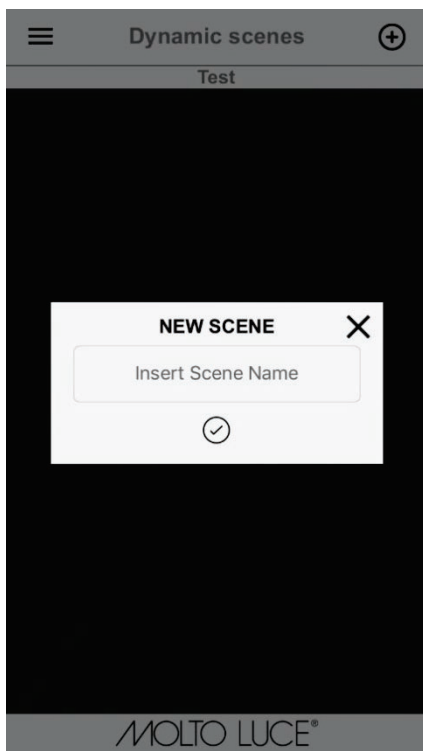 Dynamic scenes
Test
NEW SCENE
Insert Scene Name
MOLTO LUCE®